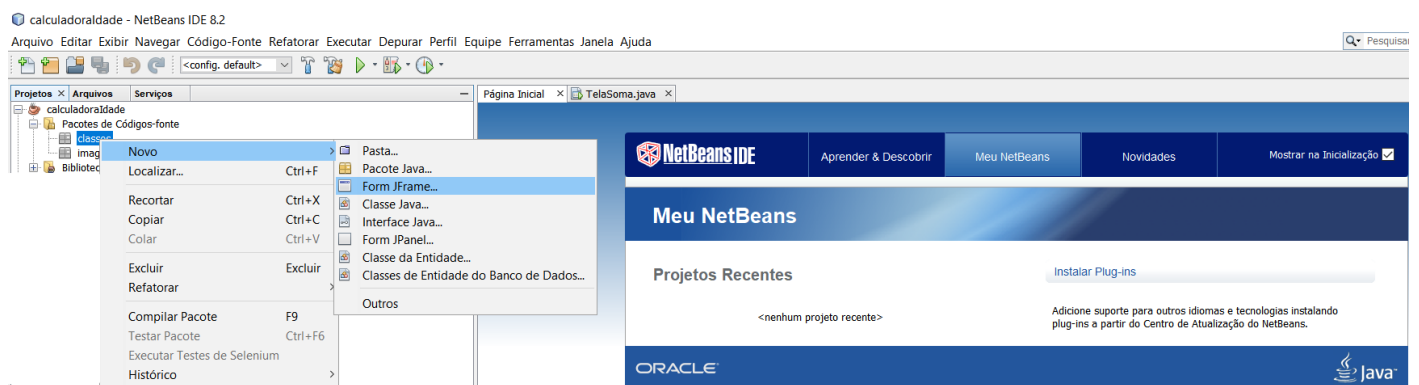 calculadoraIdade - NetBeans IDE 8.2
Arquivo Editar Exibir Navegar Código-Fonte Refatorar Executar Depurar Perfil Equipe Ferramentas Janela Ajuda
Pesquisar
<config. default>
Projetos × Arquivos Serviços
Página Inicial × TelaSoma.java ×
calculadoraIdade
Pacotes de Códigos-fonte
classes
imag
Bibliotec
Novo
Localizar... Ctrl+F
Recortar Ctrl+X
Copiar Ctrl+C
Colar Ctrl+V
Excluir Excluir
Refatorar
Compilar Pacote F9
Testar Pacote Ctrl+F6
Executar Testes de Selenium
Histórico
Pasta...
Pacote Java...
Form JFrame...
Classe Java...
Interface Java...
Form JPanel...
Classe da Entidade...
Classes de Entidade do Banco de Dados...
Outros
NetBeans IDE
Aprender & Descobrir
Meu NetBeans
Novidades
Mostrar na Inicialização
Meu NetBeans
Projetos Recentes
<nenhum projeto recente>
Instalar Plug-ins
Adicione suporte para outros idiomas e tecnologias instalando
plug-ins a partir do Centro de Atualização do NetBeans.
ORACLE
Java